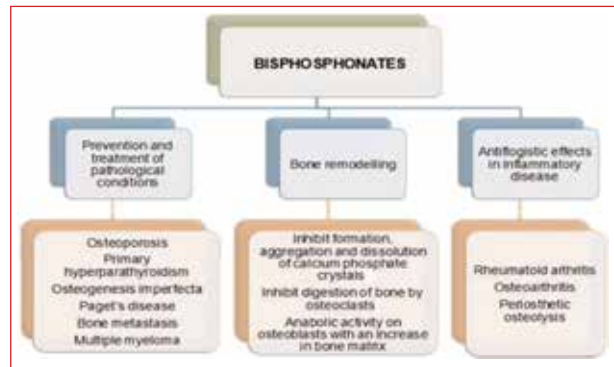 BISPHOSPHONATES
Prevention and
treatment of
pathological
conditions
Bone remodelling
Antiflogistic effects
in inflammatory
disease
Osteoporosis
Primary
hyperparathyroidism
Osteogenesis imperfecta
Paget's disease
Bone metastasis
Multiple myeloma
Inhibit formation,
aggregation and dissolution
of calcium phosphate
crystals
Inhibit digestion of bone by
osteoclasts
Anabolic activity on
osteoblasts with an increase
in bone matrix
Rheumatoid arthritis
Osteoarthritis
Periosthetic
osteolysis